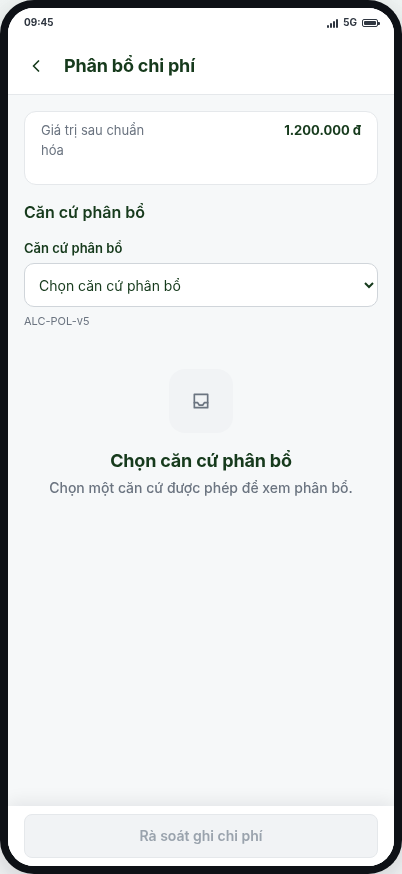 09:45
5G
Phân bổ chi phí
Giá trị sau chuẩn
hóa
1.200.000 đ
Căn cứ phân bổ
Căn cứ phân bổ
Chọn căn cứ phân bổ
ALC-POL-v5
Chọn căn cứ phân bổ
Chọn một căn cứ được phép để xem phân bổ.
Rà soát ghi chi phí